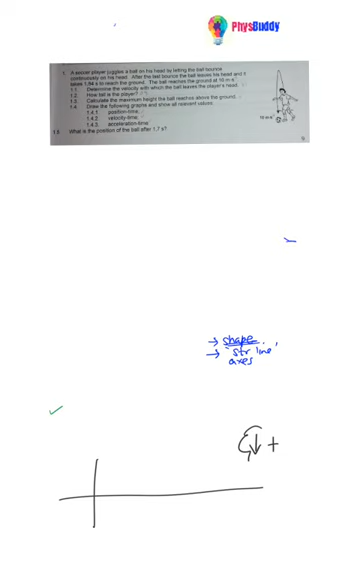 PhysBuddy
1. A soccer player juggles a ball on his head by letting the ball bounce
continuously on his head. After the last bounce the ball leaves his head and it
takes 1,64 s to reach the ground. The ball reaches the ground at 10 m·s⁻¹.
1.1. Determine the velocity with which the ball leaves the player's head.
1.2. How tall is the player?
1.3. Calculate the maximum height the ball reaches above the ground.
1.4. Draw the following graphs and show all relevant values:
1.4.1 position-time
1.4.2 velocity-time
1.4.3 acceleration-time
1.5 What is the position of the ball after 1,7 s?
→ shape
→ str line
axes
+